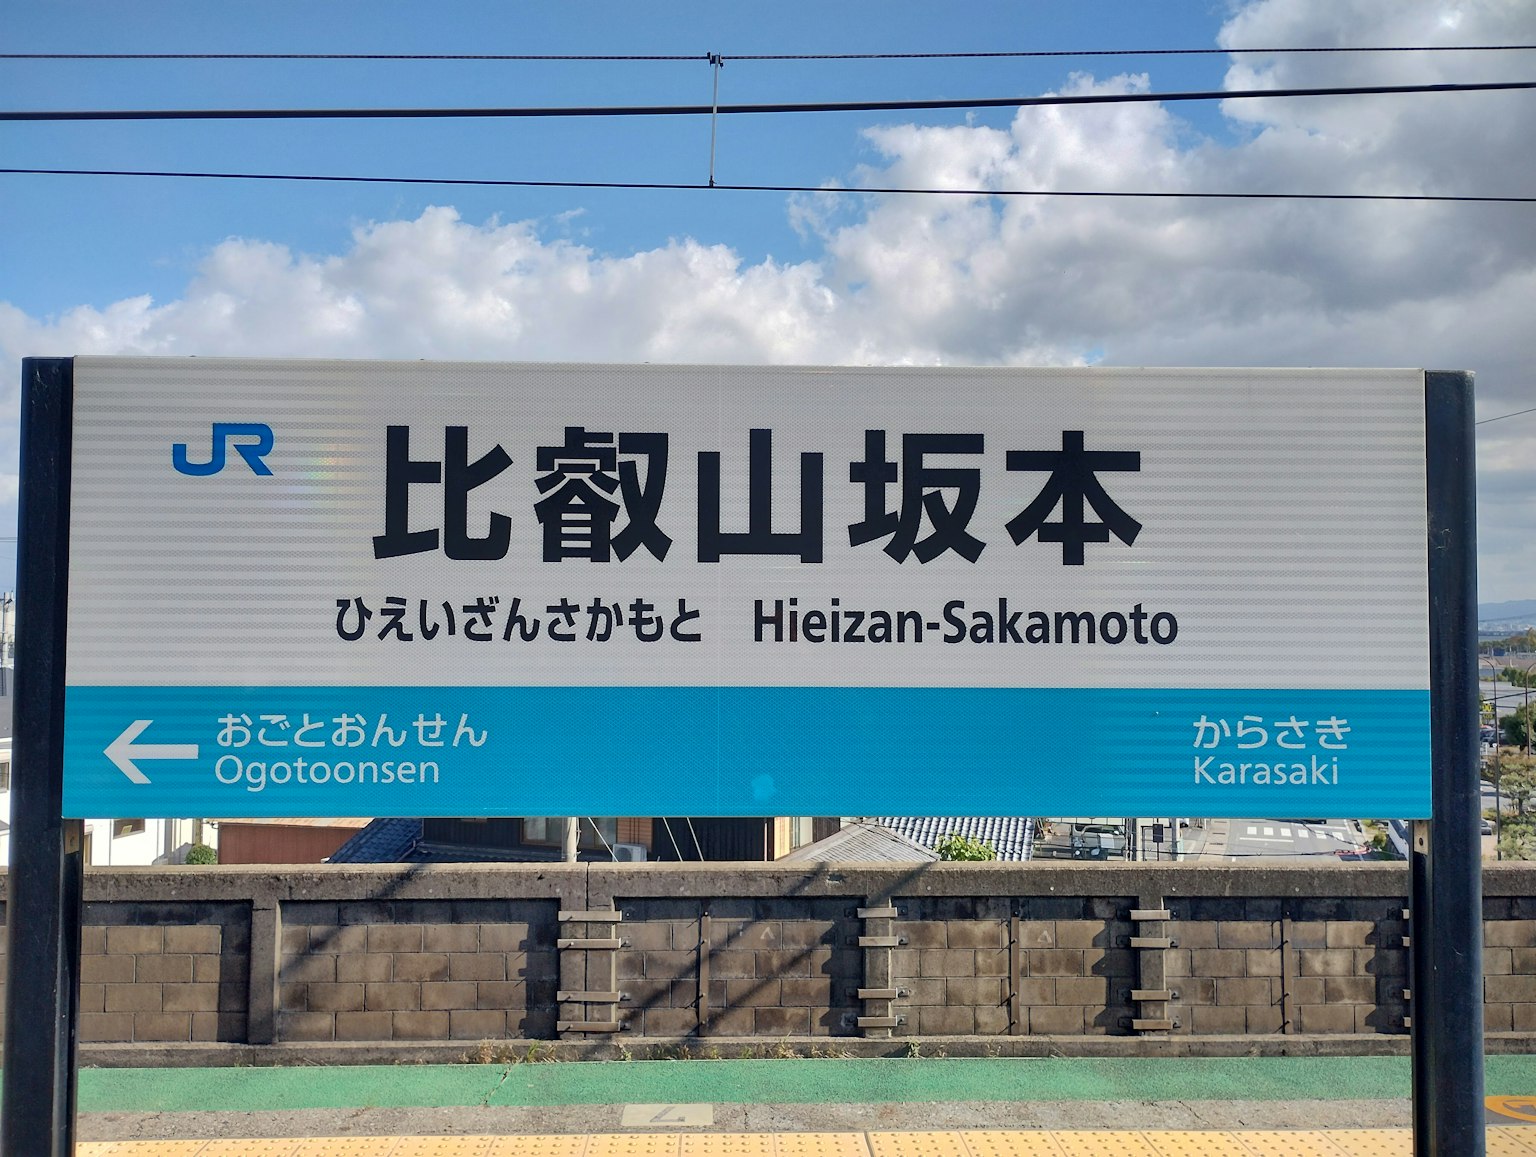 JR
比叡山坂本
ひえいざんさかもと Hieizan-Sakamoto
← おごとおんせん
Ogotoonsen
からさき
Karasaki